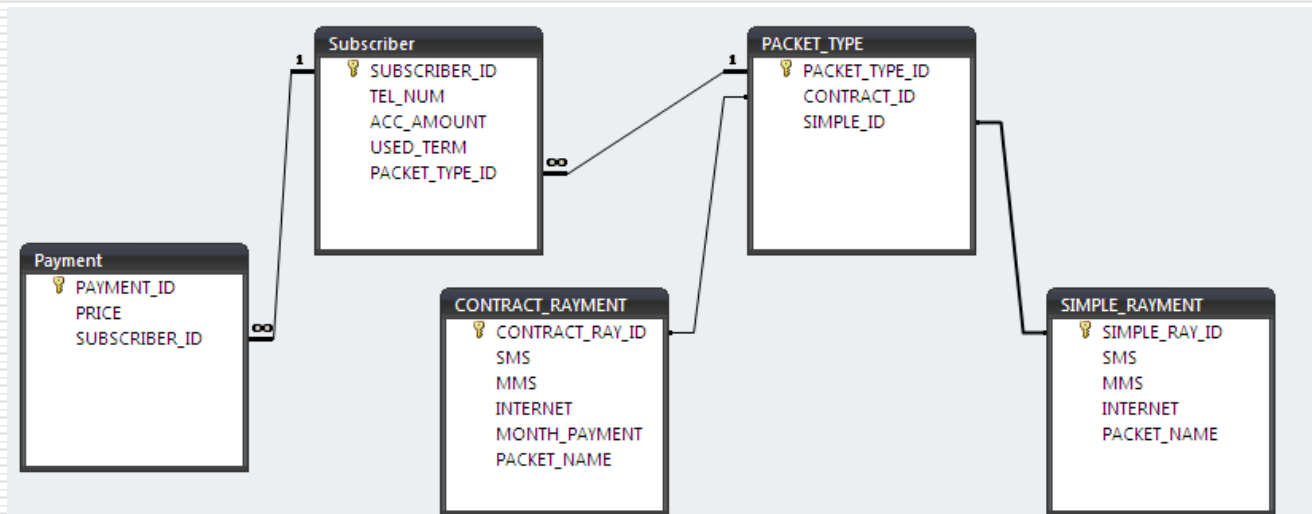 Subscriber
SUBSCRIBER_ID
TEL_NUM
ACC_AMOUNT
USED_TERM
PACKET_TYPE_ID
PACKET_TYPE
PACKET_TYPE_ID
CONTRACT_ID
SIMPLE_ID
Payment
PAYMENT_ID
PRICE
SUBSCRIBER_ID
CONTRACT_RAYMENT
CONTRACT_RAY_ID
SMS
MMS
INTERNET
MONTH_PAYMENT
PACKET_NAME
SIMPLE_RAYMENT
SIMPLE_RAY_ID
SMS
MMS
INTERNET
PACKET_NAME
1
∞
1
∞